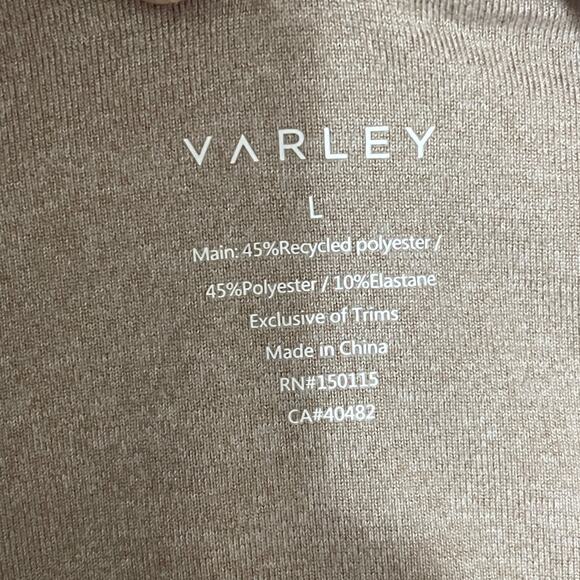 VARLEY
L
Main: 45%Recycled polyester /
45%Polyester / 10%Elastane
Exclusive of Trims
Made in China
RN#150115
CA#40482